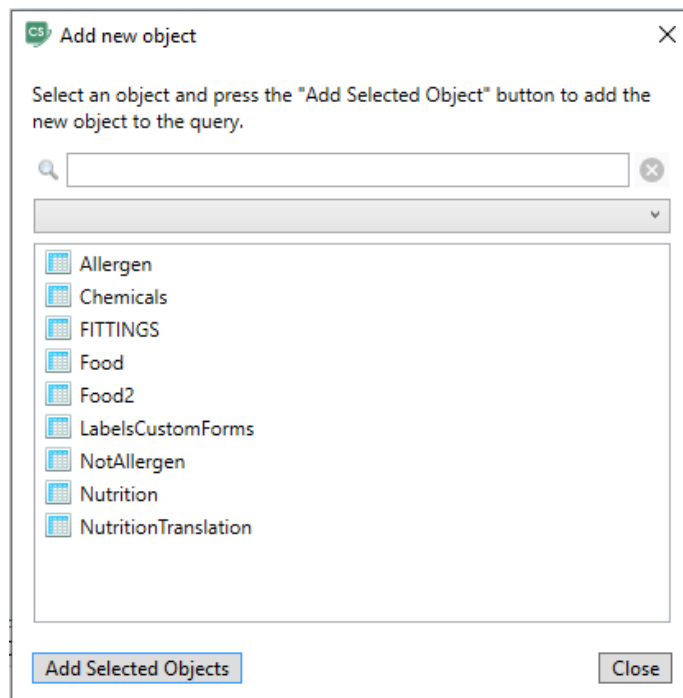 CS Add new object
Select an object and press the "Add Selected Object" button to add the
new object to the query.
Allergen
Chemicals
FITTINGS
Food
Food2
LabelsCustomForms
NotAllergen
Nutrition
NutritionTranslation
Add Selected Objects Close